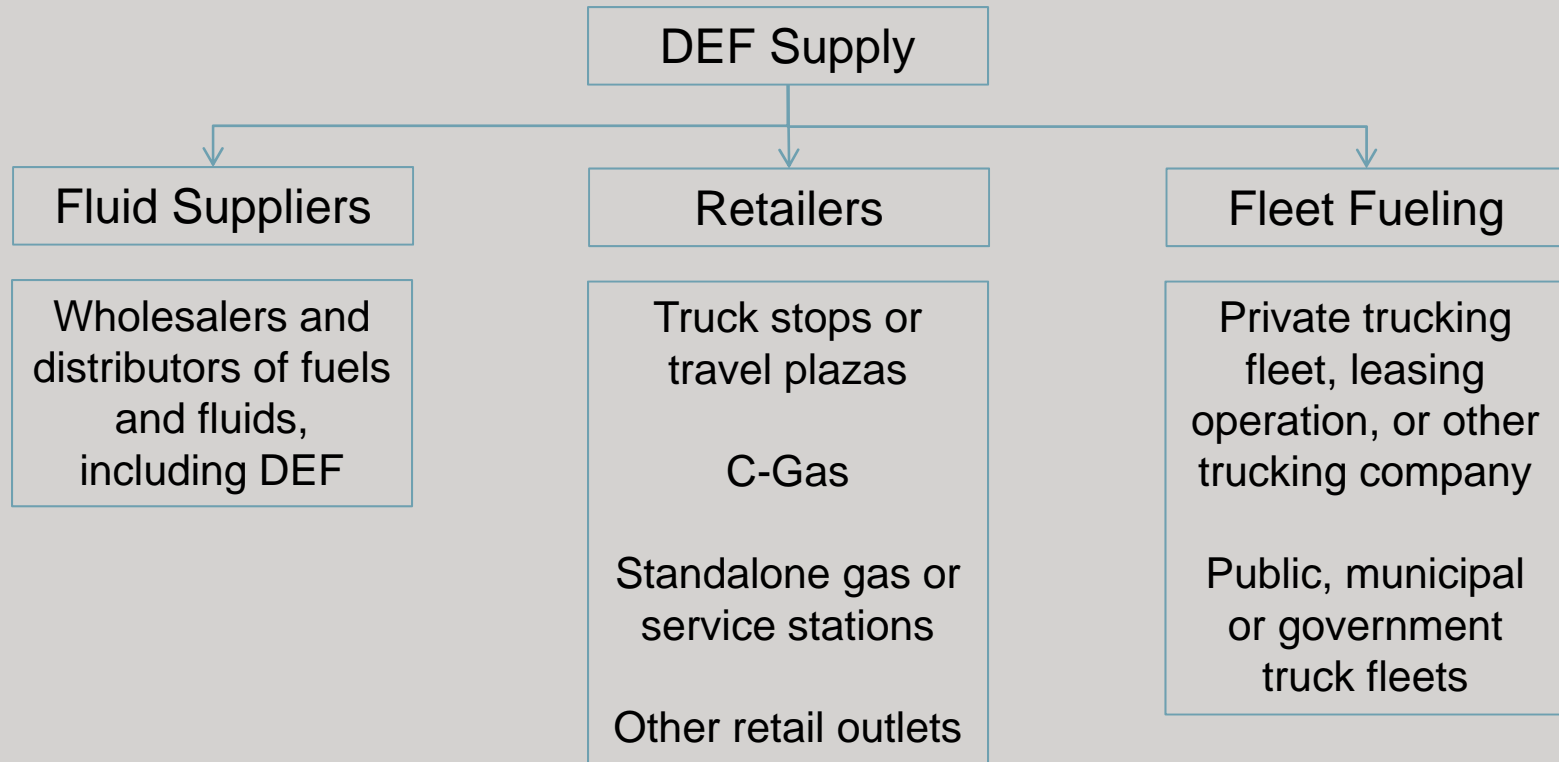 DEF Supply
Fluid Suppliers
Wholesalers and
distributors of fuels
and fluids,
including DEF
Retailers
Truck stops or
travel plazas
C-Gas
Standalone gas or
service stations
Other retail outlets
Fleet Fueling
Private trucking
fleet, leasing
operation, or other
trucking company
Public, municipal
or government
truck fleets